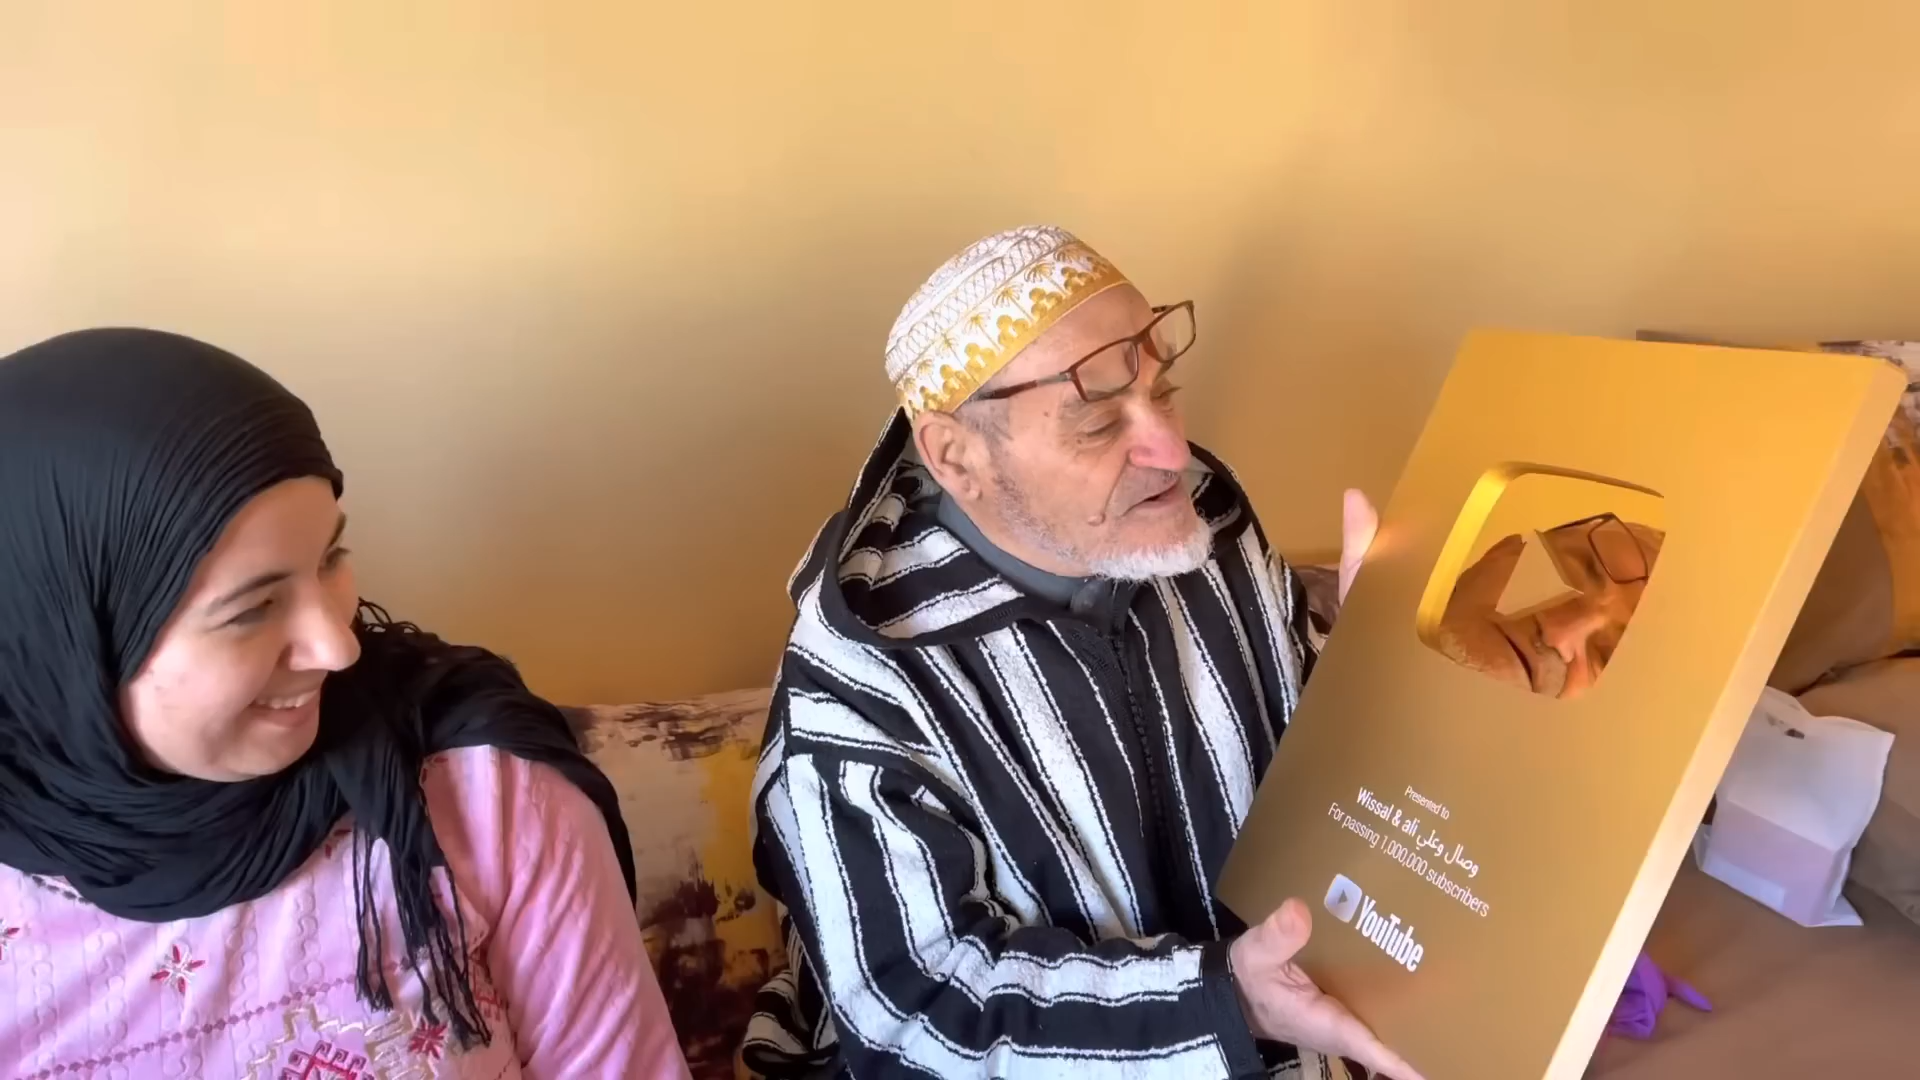 Presented to
Wissal & ali وصال وعلي
For passing 1,000,000 subscribers
YouTube